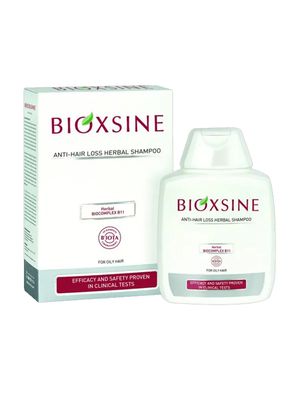 BIOXSINE
ANTI-HAIR LOSS HERBAL SHAMPOO
Herbal
BIOCOMPLEX B11
B'IOTA
FOR OILY HAIR
EFFICACY AND SAFETY PROVEN
IN CLINICAL TESTS
BIOXSINE
ANTI-HAIR LOSS HERBAL SHAMPOO
Herbal
BIOCOMPLEX B11
B'IOTA
FOR OILY HAIR
EFFICACY AND SAFETY PROVEN
IN CLINICAL TESTS